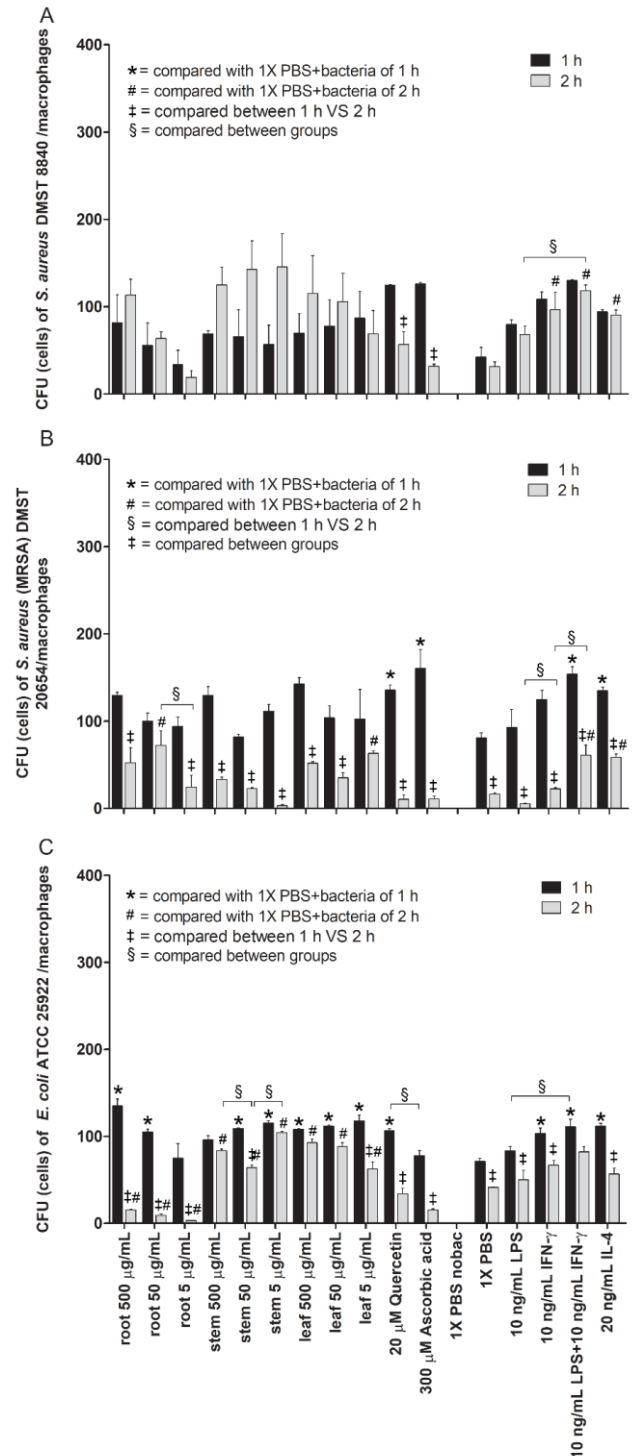 A
CFU (cells) of S. aureus DMST 8840 /macrophages
400
300
200
100
0
* = compared with 1X PBS+bacteria of 1 h
# = compared with 1X PBS+bacteria of 2 h
‡ = compared between 1 h VS 2 h
§ = compared between groups
1 h
2 h
‡
‡
§
#
#
#
B
CFU (cells) of S. aureus (MRSA) DMST
20654/macrophages
400
300
200
100
0
* = compared with 1X PBS+bacteria of 1 h
# = compared with 1X PBS+bacteria of 2 h
§ = compared between 1 h VS 2 h
‡ = compared between groups
1 h
2 h
‡
#
§
‡
‡
‡
‡
‡
‡
#
*
‡
*
‡
‡
‡
§
‡
§
*
‡#
*
‡#
C
CFU (cells) of E. coli ATCC 25922 /macrophages
400
300
200
100
0
* = compared with 1X PBS+bacteria of 1 h
# = compared with 1X PBS+bacteria of 2 h
‡ = compared between 1 h VS 2 h
§ = compared between groups
1 h
2 h
*
‡#
*
‡#
‡#
#
§
*
‡#
§
*
#
*
#
*
#
*
‡#
*
§
‡
‡
‡
‡
§
*
‡
*
*
‡
root 500 μg/mL
root 50 μg/mL
root 5 μg/mL
stem 500 μg/mL
stem 50 μg/mL
stem 5 μg/mL
leaf 500 μg/mL
leaf 50 μg/mL
leaf 5 μg/mL
20 μM Quercetin
300 μM Ascorbic acid
1X PBS nobac
1X PBS
10 ng/mL LPS
10 ng/mL IFN-γ
10 ng/mL LPS+10 ng/mL IFN-γ
20 ng/mL IL-4